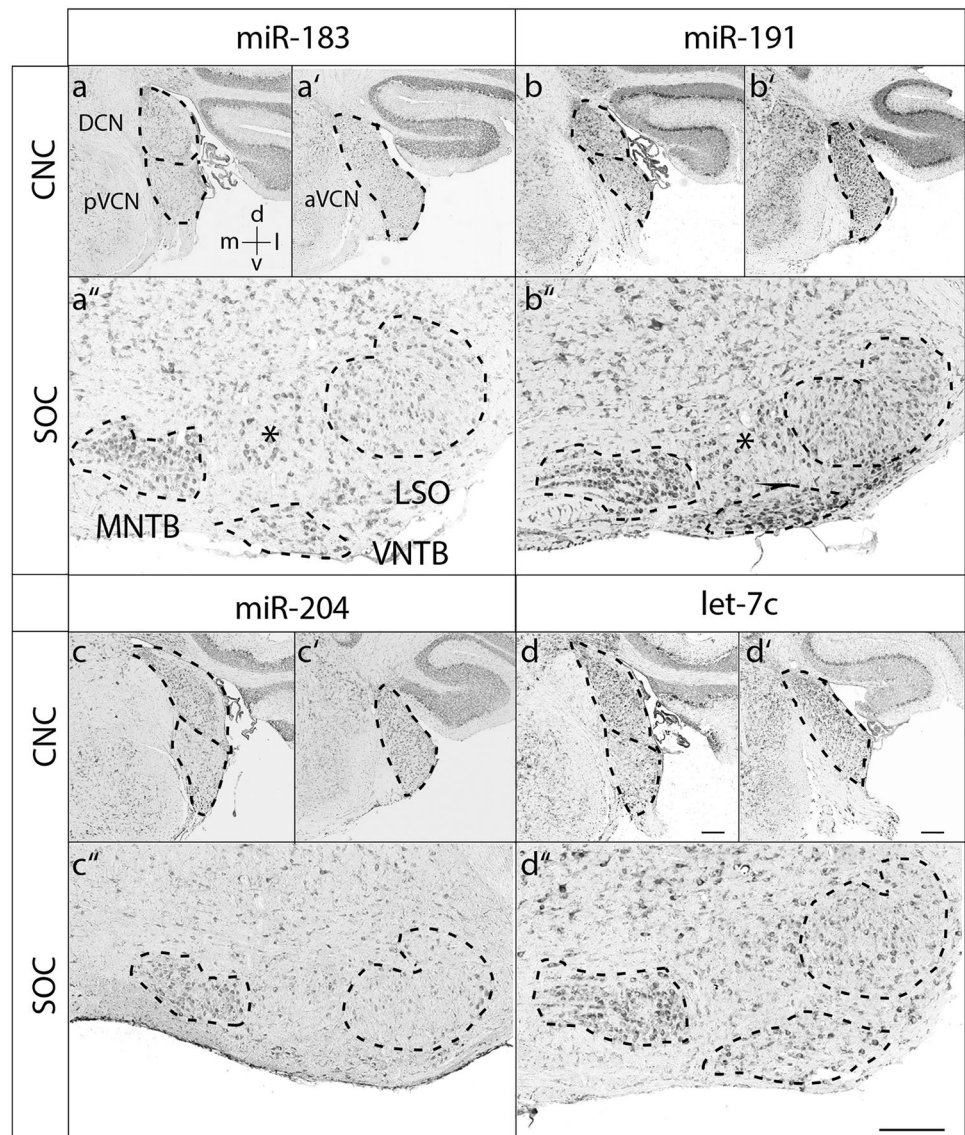 miR-183
miR-191
CNC
a
DCN
pVCN
d
m
l
v
a'
aVCN
b
b'
SOC
a"
*
MNTB
LSO
VNTB
b"
*
miR-204
let-7c
CNC
c
c'
d
d'
SOC
c"
d"